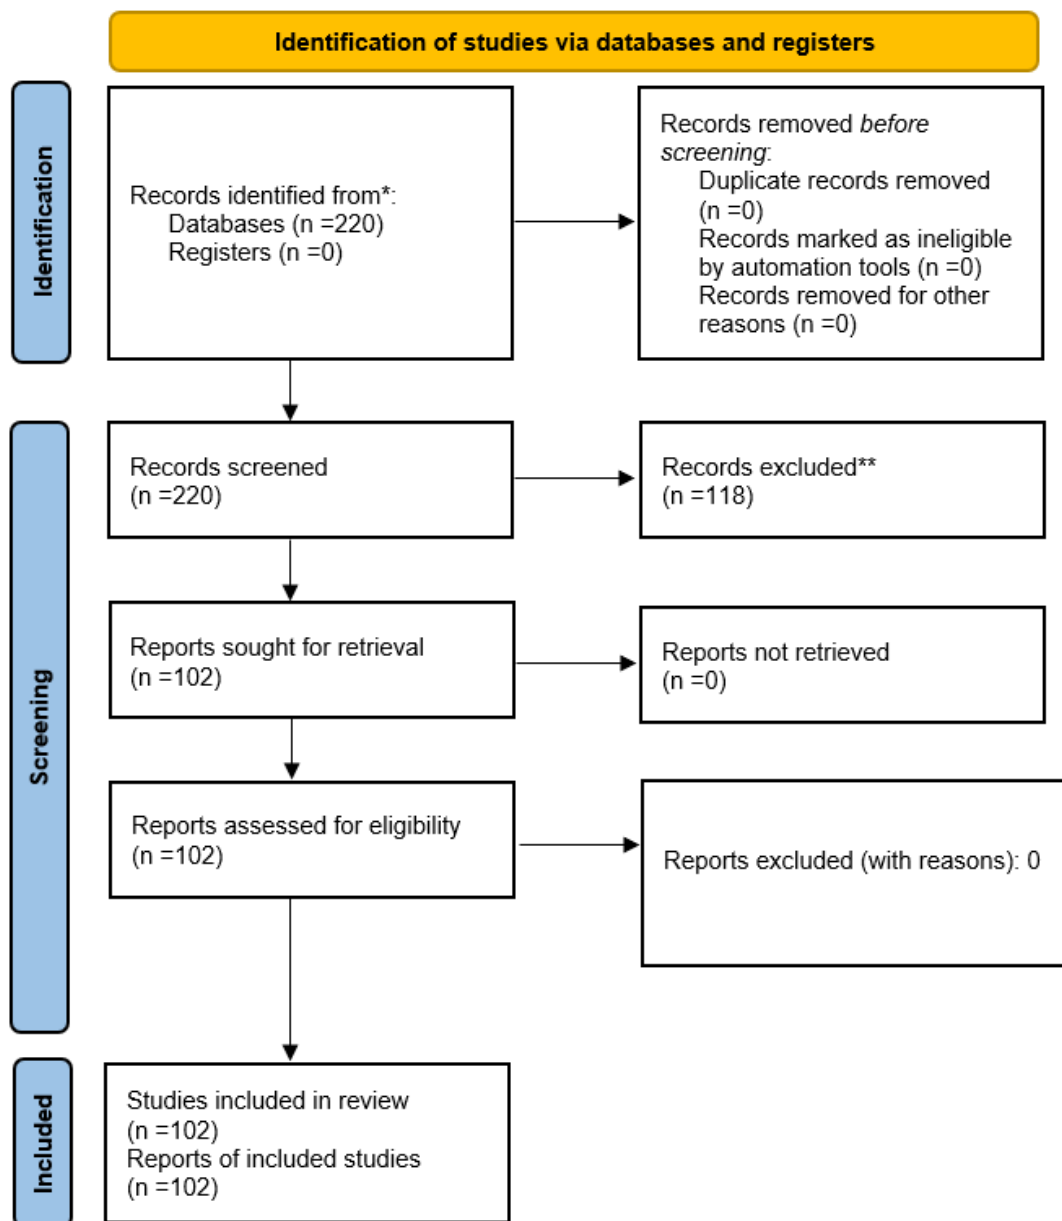 Identification of studies via databases and registers
Identification
Records identified from*:
Databases (n =220)
Registers (n =0)
Records removed before
screening:
Duplicate records removed
(n =0)
Records marked as ineligible
by automation tools (n =0)
Records removed for other
reasons (n =0)
Screening
Records screened
(n =220)
Records excluded**
(n =118)
Reports sought for retrieval
(n =102)
Reports not retrieved
(n =0)
Reports assessed for eligibility
(n =102)
Reports excluded (with reasons): 0
Included
Studies included in review
(n =102)
Reports of included studies
(n =102)